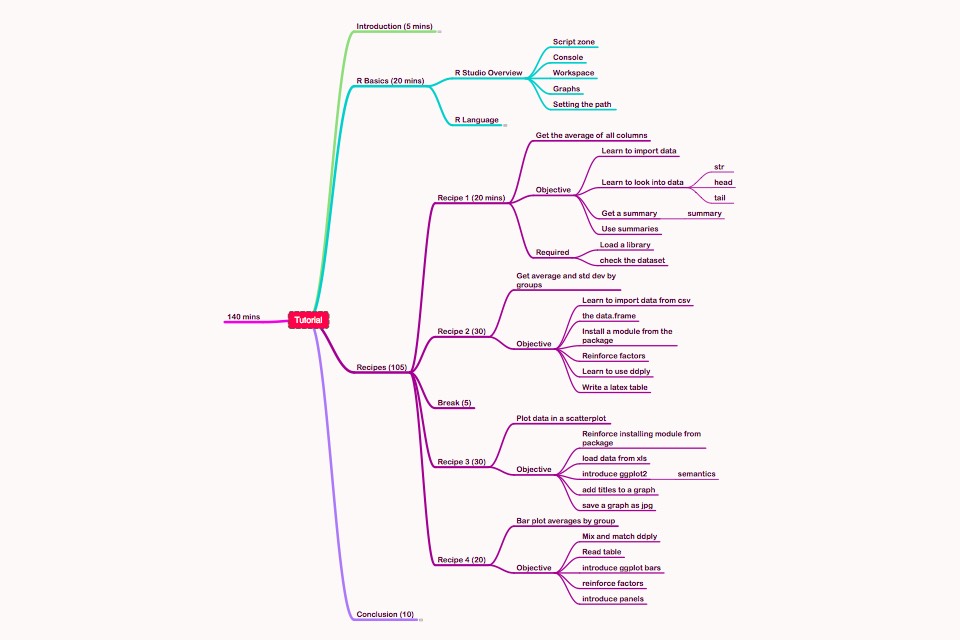 140 mins
Tutorial
Introduction (5 mins)
R Basics (20 mins)
R Studio Overview
Script zone
Console
Workspace
Graphs
Setting the path
R Language
Recipes (105)
Recipe 1 (20 mins)
Get the average of all columns
Objective
Learn to import data
Learn to look into data
str
head
tail
Get a summary
summary
Use summaries
Required
Load a library
check the dataset
Recipe 2 (30)
Get average and std dev by
groups
Objective
Learn to import data from csv
the data.frame
Install a module from the
package
Reinforce factors
Learn to use ddply
Write a latex table
Break (5)
Recipe 3 (30)
Plot data in a scatterplot
Objective
Reinforce installing module from
package
load data from xls
introduce ggplot2
semantics
add titles to a graph
save a graph as jpg
Recipe 4 (20)
Bar plot averages by group
Objective
Mix and match ddply
Read table
introduce ggplot bars
reinforce factors
introduce panels
Conclusion (10)